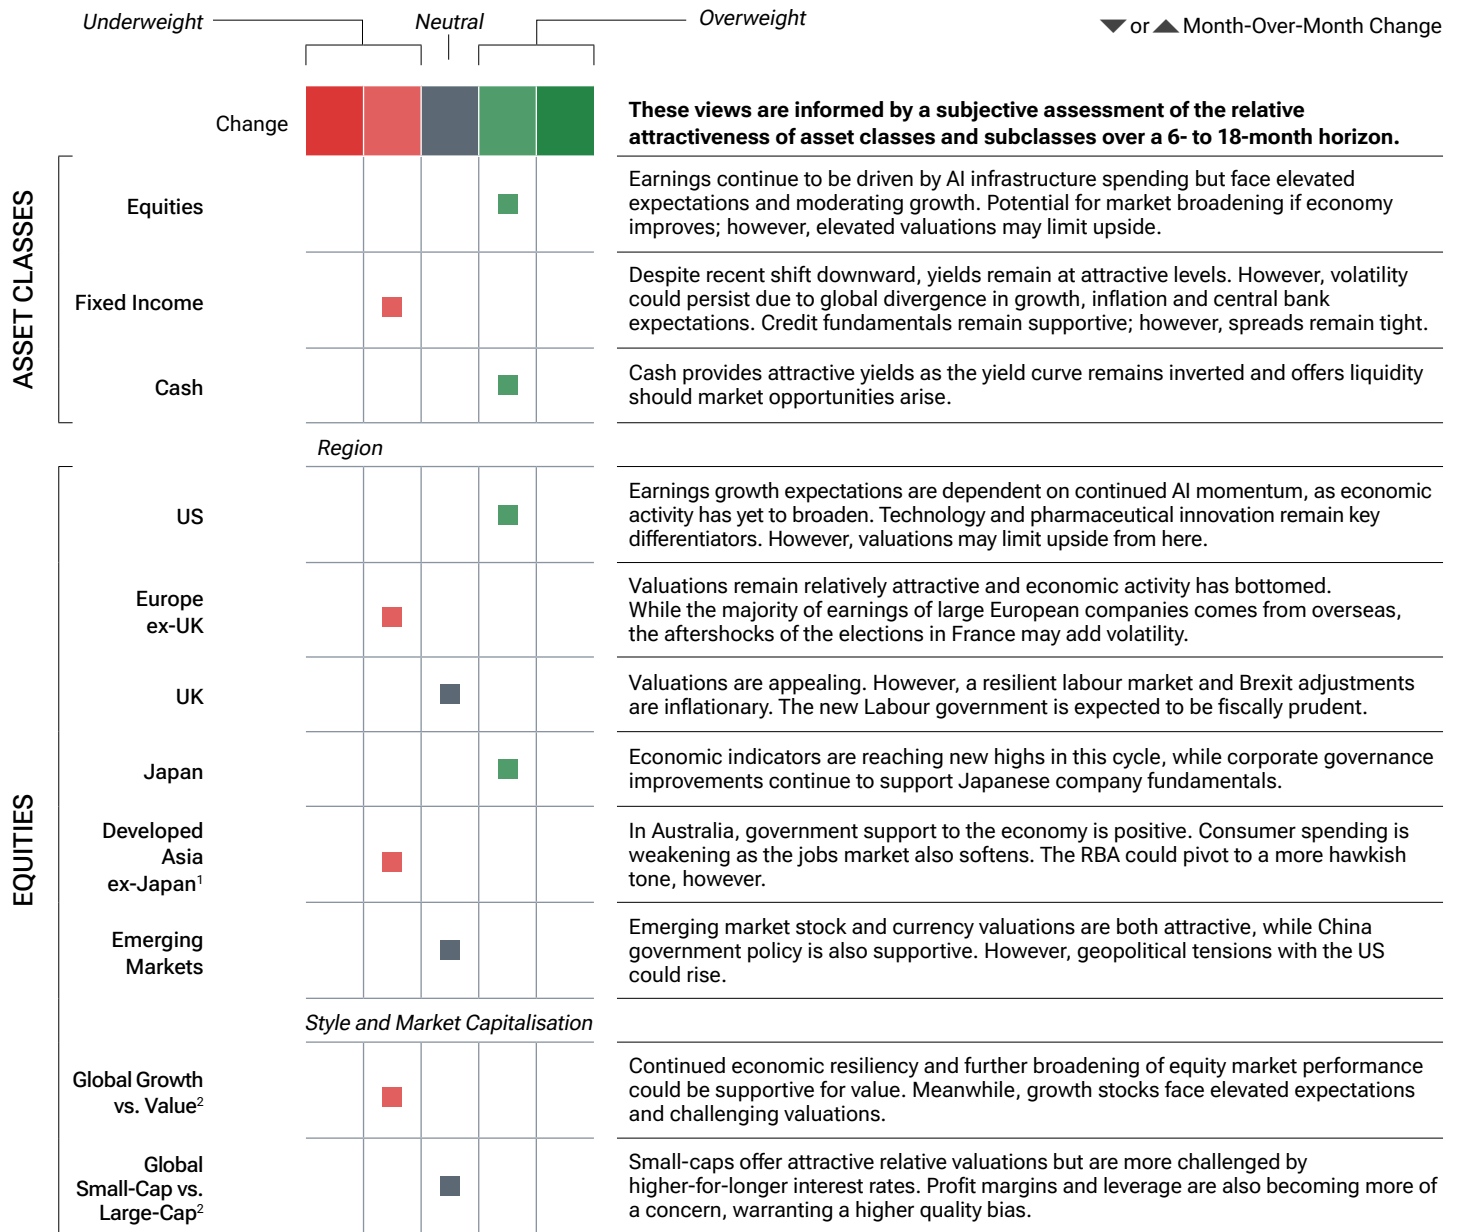 Underweight
Neutral
Overweight
or Month-Over-Month Change
Change
These views are informed by a subjective assessment of the relative
attractiveness of asset classes and subclasses over a 6- to 18-month horizon.
ASSET CLASSES
Equities
Earnings continue to be driven by AI infrastructure spending but face elevated
expectations and moderating growth. Potential for market broadening if economy
improves; however, elevated valuations may limit upside.
Fixed Income
Despite recent shift downward, yields remain at attractive levels. However, volatility
could persist due to global divergence in growth, inflation and central bank
expectations. Credit fundamentals remain supportive; however, spreads remain tight.
Cash
Cash provides attractive yields as the yield curve remains inverted and offers liquidity
should market opportunities arise.
EQUITIES
Region
US
Earnings growth expectations are dependent on continued AI momentum, as economic
activity has yet to broaden. Technology and pharmaceutical innovation remain key
differentiators. However, valuations may limit upside from here.
Europe
ex-UK
Valuations remain relatively attractive and economic activity has bottomed.
While the majority of earnings of large European companies comes from overseas,
the aftershocks of the elections in France may add volatility.
UK
Valuations are appealing. However, a resilient labour market and Brexit adjustments
are inflationary. The new Labour government is expected to be fiscally prudent.
Japan
Economic indicators are reaching new highs in this cycle, while corporate governance
improvements continue to support Japanese company fundamentals.
Developed
Asia
ex-Japan¹
In Australia, government support to the economy is positive. Consumer spending is
weakening as the jobs market also softens. The RBA could pivot to a more hawkish
tone, however.
Emerging
Markets
Emerging market stock and currency valuations are both attractive, while China
government policy is also supportive. However, geopolitical tensions with the US
could rise.
Style and Market Capitalisation
Global Growth
vs. Value²
Continued economic resiliency and further broadening of equity market performance
could be supportive for value. Meanwhile, growth stocks face elevated expectations
and challenging valuations.
Global
Small-Cap vs.
Large-Cap²
Small-caps offer attractive relative valuations but are more challenged by
higher-for-longer interest rates. Profit margins and leverage are also becoming more of
a concern, warranting a higher quality bias.